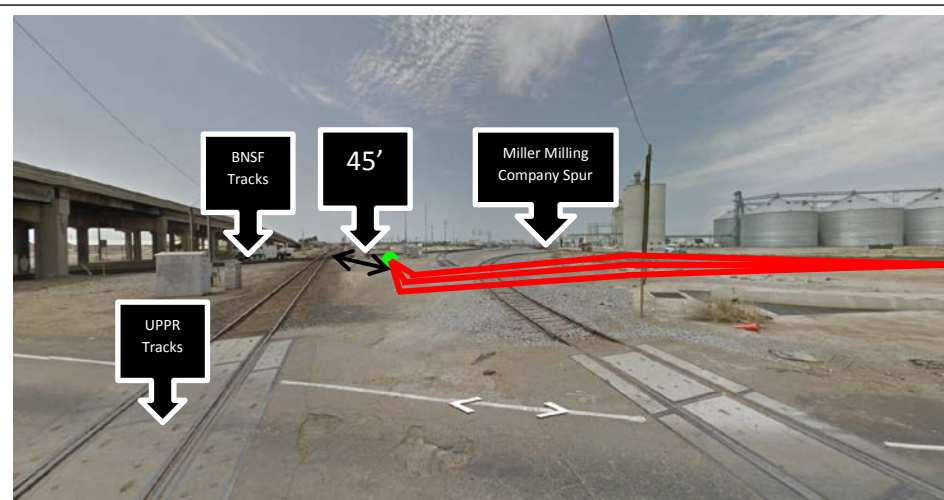 BNSF
Tracks
45’
Miller Milling
Company Spur
UPPR
Tracks